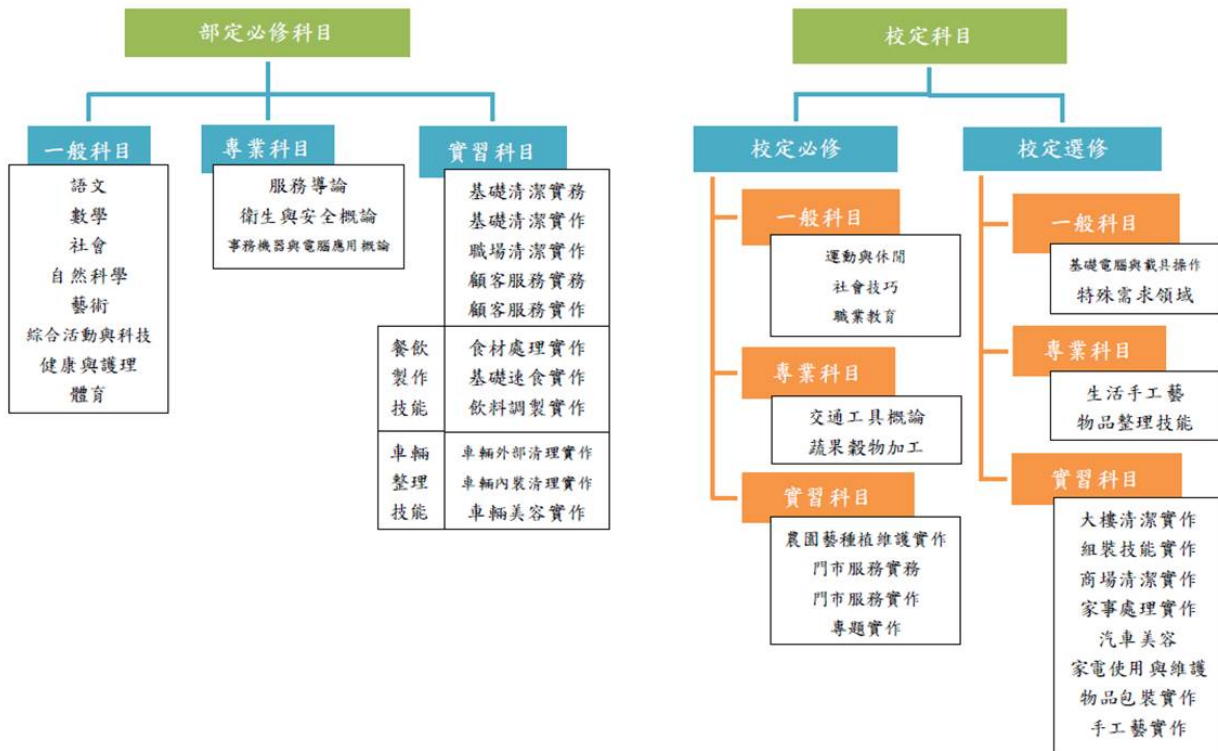 部定必修科目
一般科目
語文
數學
社會
自然科學
藝術
綜合活動與科技
健康與護理
體育
專業科目
服務導論
衛生與安全概論
事務機器與電腦應用概論
實習科目
基礎清潔實務
基礎清潔實作
職場清潔實作
顧客服務實務
顧客服務實作
餐飲
製作
技能
食材處理實作
基礎速食實作
飲料調製實作
車輛
整理
技能
車輛外部清理實作
車輛內裝清理實作
車輛美容實作
校定科目
校定必修
一般科目
運動與休閒
社會技巧
職業教育
專業科目
交通工具概論
蔬果穀物加工
實習科目
農園藝種植維護實作
門市服務實務
門市服務實作
專題實作
校定選修
一般科目
基礎電腦與載具操作
特殊需求領域
專業科目
生活手工藝
物品整理技能
實習科目
大樓清潔實作
組裝技能實作
商場清潔實作
家事處理實作
汽車美容
家電使用與維護
物品包裝實作
手工藝實作